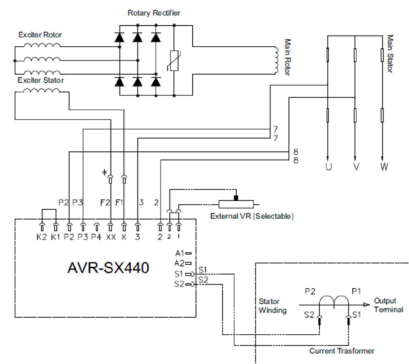 Rotary Rectifier
Exciter Rotor
Exciter Stator
Main Rotor
Main Stator
7
7
8
8
U V W
* 
P2 P3 F2 F1 3 2
External VR (Selectable)
K2 K1 P2 P3 P4 XX X 3 2 2 1
A1
A2
S1 S1
S2 S2
AVR-SX440
P2 P1
Stator
Winding
Output
Terminal
S2 S1
Current Trasformer